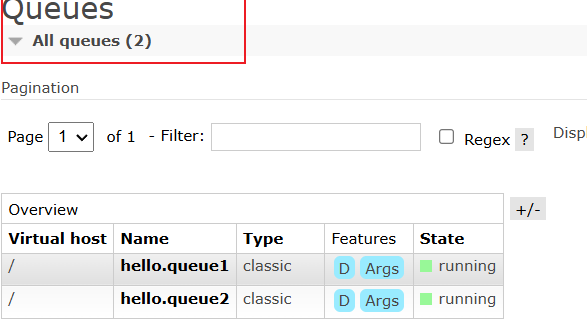 Queues
All queues (2)
Pagination
Page 1 of 1 - Filter: Regex ? Displ
Overview +/-
Virtual host Name Type Features State
/ hello.queue1 classic D Args running
/ hello.queue2 classic D Args running